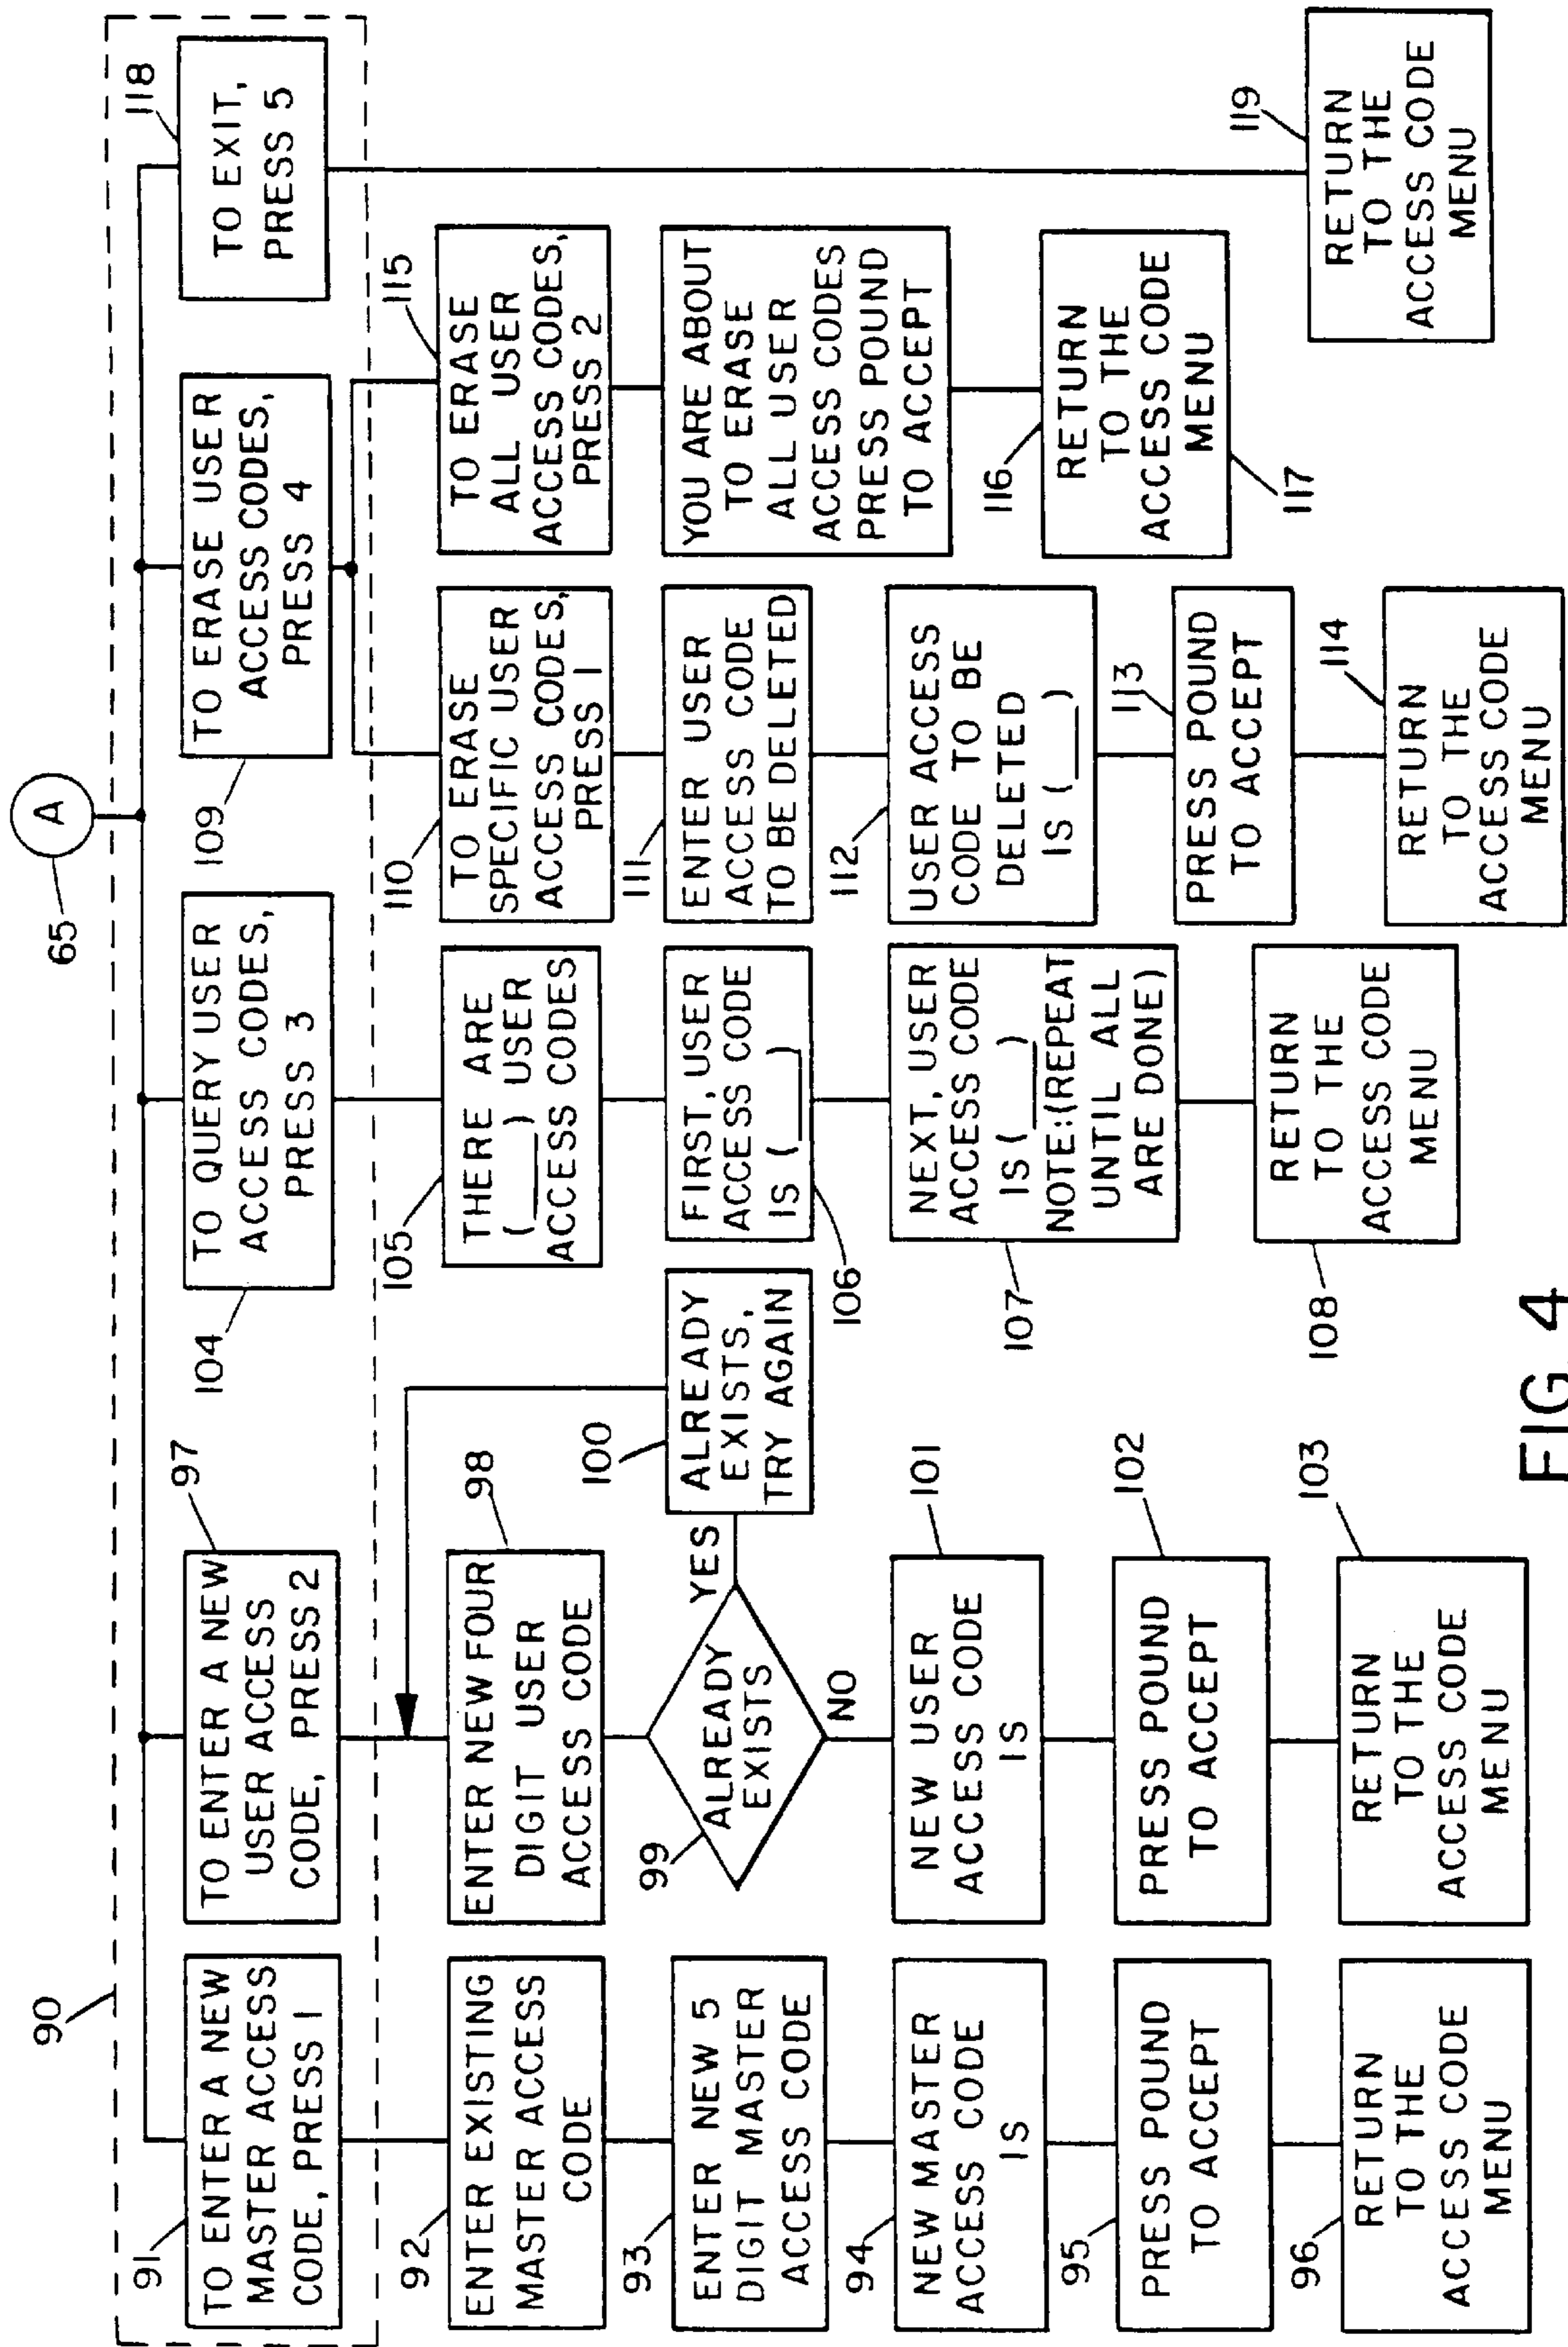 A
65
90
91
TO ENTER A NEW
MASTER ACCESS
CODE, PRESS 1
92
ENTER EXISTING
MASTER ACCESS
CODE
93
ENTER NEW 5
DIGIT MASTER
ACCESS CODE
94
NEW MASTER
ACCESS CODE
IS
95
PRESS POUND
TO ACCEPT
96
RETURN
TO THE
ACCESS CODE
MENU
97
TO ENTER A NEW
USER ACCESS
CODE, PRESS 2
98
ENTER NEW FOUR
DIGIT USER
ACCESS CODE
99
ALREADY
EXISTS
YES
NO
100
ALREADY
EXISTS,
TRY AGAIN
101
NEW USER
ACCESS CODE
IS
102
PRESS POUND
TO ACCEPT
103
RETURN
TO THE
ACCESS CODE
MENU
104
TO QUERY USER
ACCESS CODES,
PRESS 3
105
THERE ARE
(___) USER
ACCESS CODES
106
FIRST, USER
ACCESS CODE
IS (___)
107
NEXT, USER
ACCESS CODE
IS (___)
NOTE:(REPEAT
UNTIL ALL
ARE DONE)
108
RETURN
TO THE
ACCESS CODE
MENU
109
TO ERASE USER
ACCESS CODES,
PRESS 4
110
TO ERASE
SPECIFIC USER
ACCESS CODES,
PRESS 1
111
ENTER USER
ACCESS CODE
TO BE DELETED
112
USER ACCESS
CODE TO BE
DELETED
IS (___)
113
PRESS POUND
TO ACCEPT
114
RETURN
TO THE
ACCESS CODE
MENU
115
TO ERASE
ALL USER
ACCESS CODES,
PRESS 2
YOU ARE ABOUT
TO ERASE
ALL USER
ACCESS CODES
PRESS POUND
TO ACCEPT
116
RETURN
TO THE
ACCESS CODE
MENU
117
118
TO EXIT,
PRESS 5
119
RETURN
TO THE
ACCESS CODE
MENU
FIG. 4